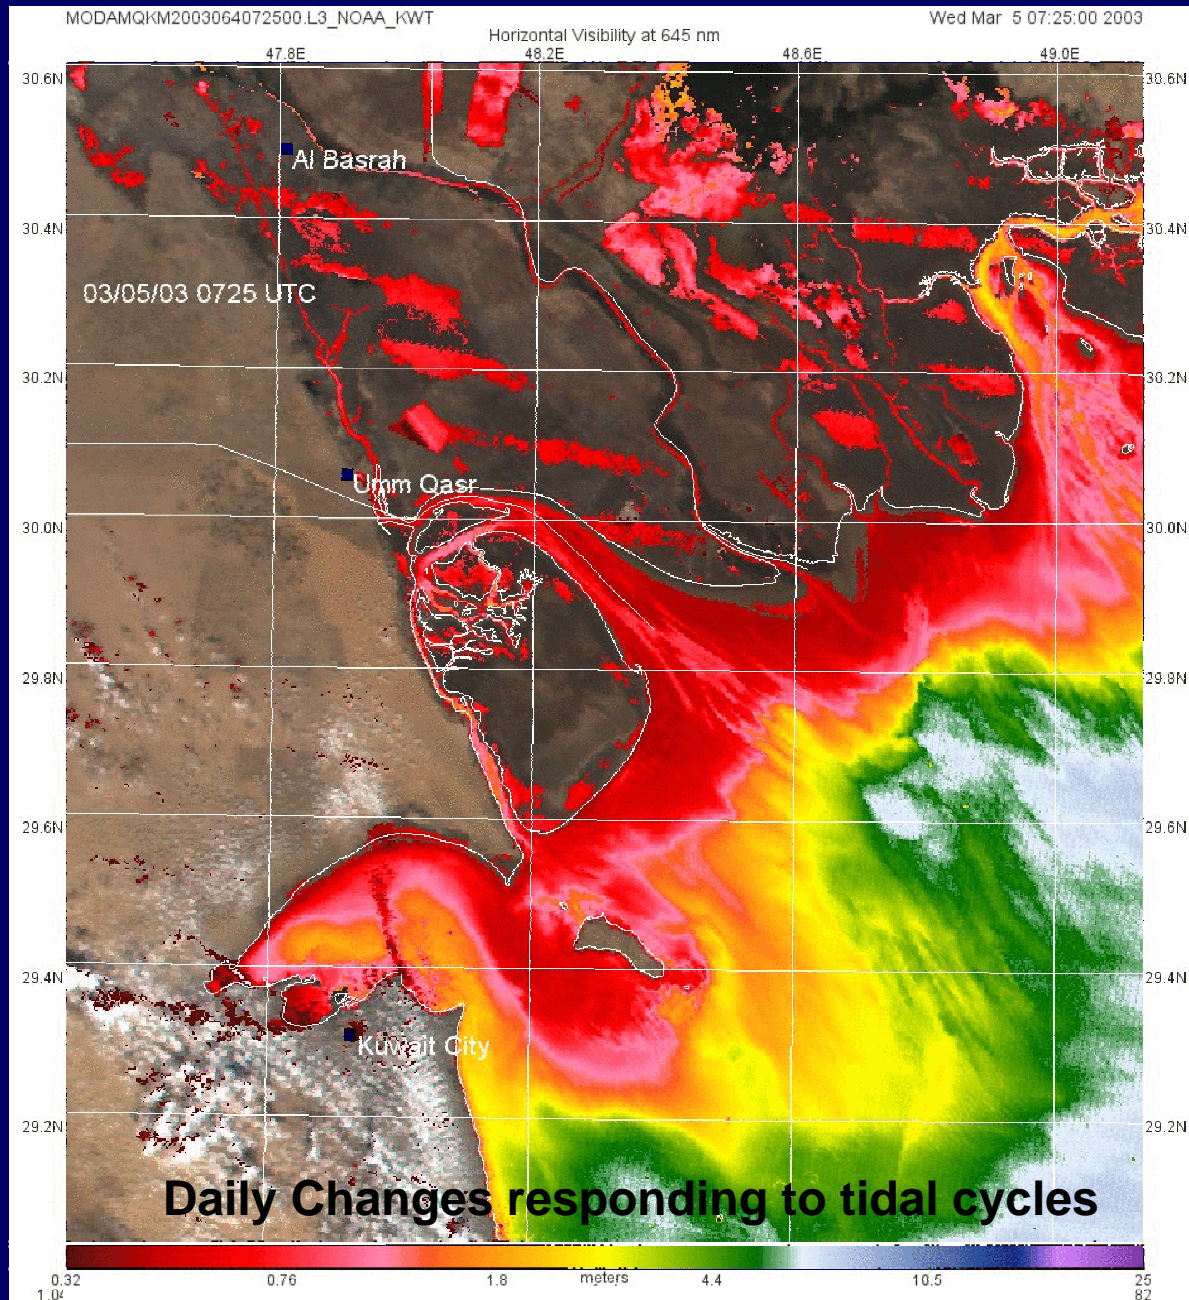 MODAMQKM2003064072500.L3_NOAA_KWT
Wed Mar 5 07:25:00 2003
Horizontal Visibility at 645 nm
47.8E 48.2E 48.6E 49.0E
30.6N 30.6N
Al Basrah
30.4N 30.4N
03/05/03 0725 UTC
30.2N 30.2N
Umm Qasr
30.0N 30.0N
29.8N 29.8N
29.6N 29.6N
29.4N 29.4N
Kuwait City
29.2N 29.2N
Daily Changes responding to tidal cycles
0.32 0.76 1.8 meters 4.4 10.5 25
82